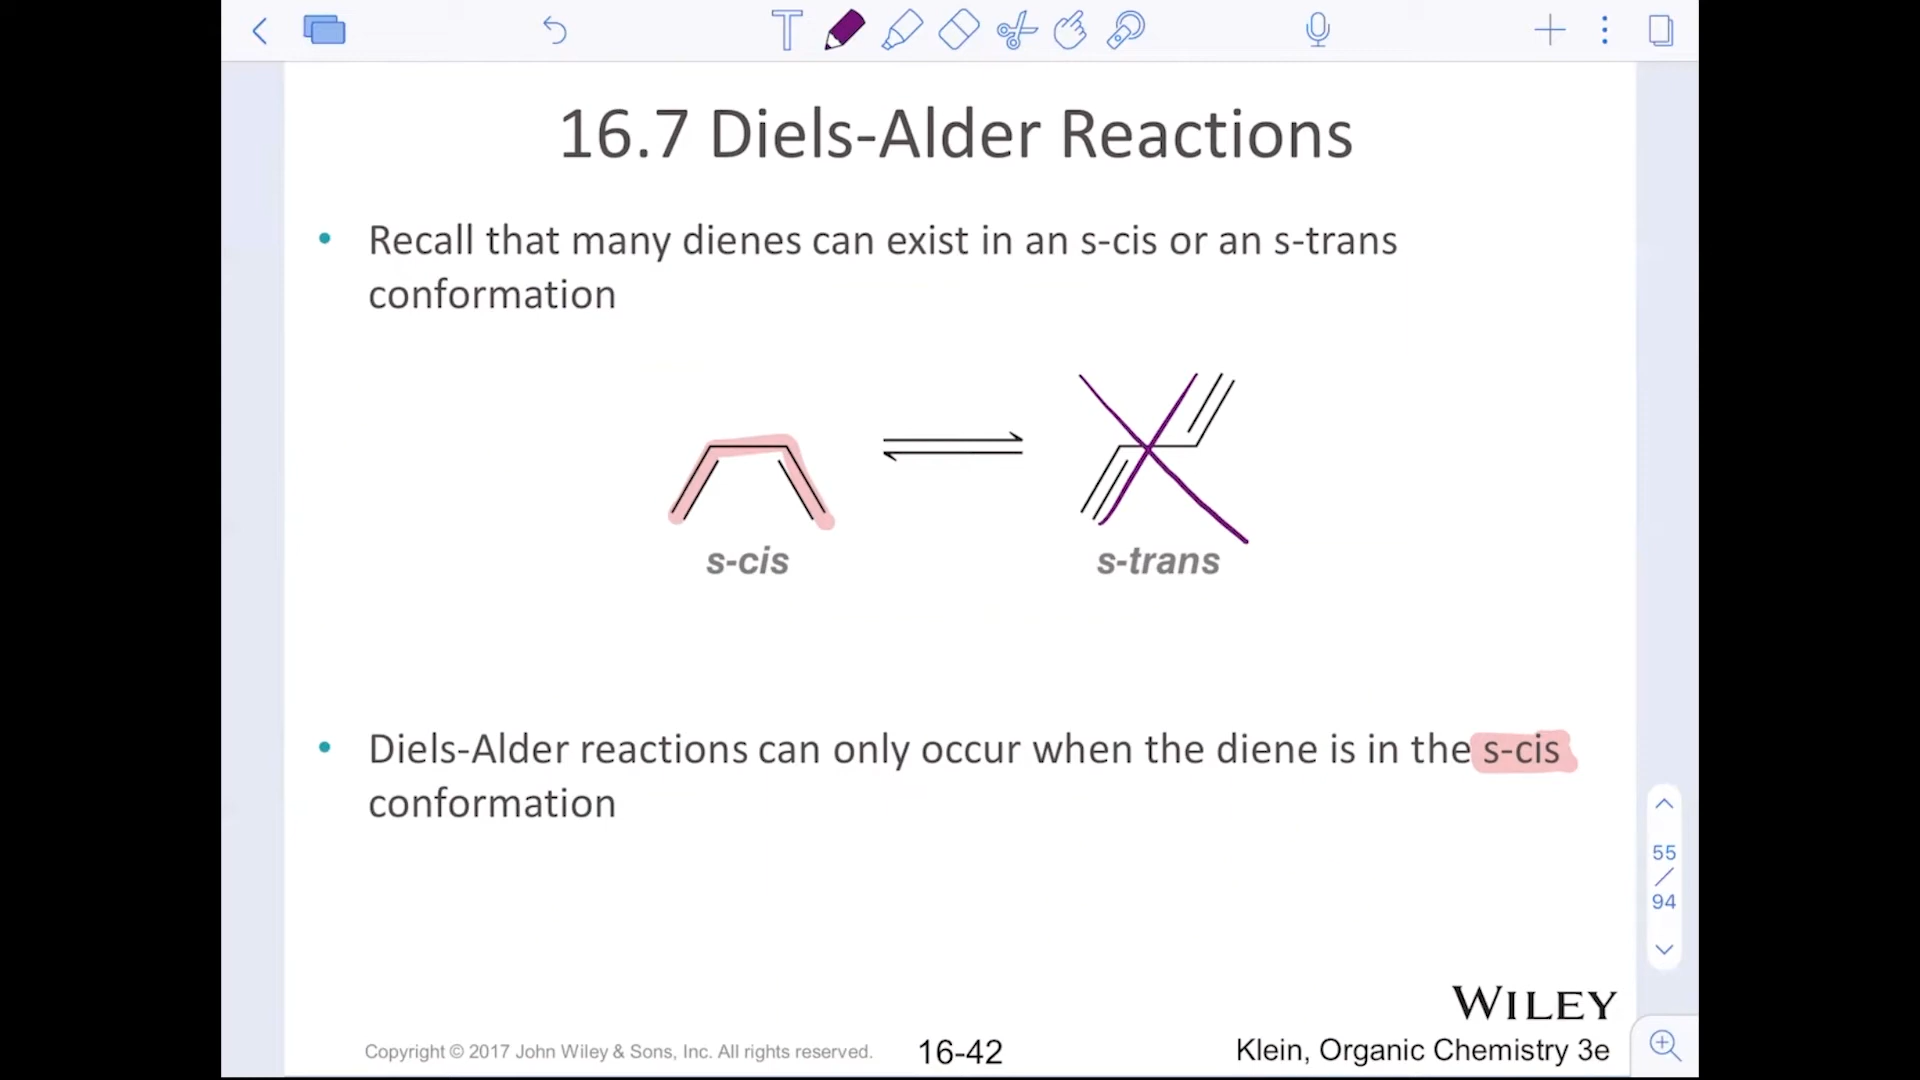 16.7 Diels-Alder Reactions
• Recall that many dienes can exist in an s-cis or an s-trans
conformation
s-cis
s-trans
• Diels-Alder reactions can only occur when the diene is in the s-cis
conformation
55
/
94
WILEY
Copyright © 2017 John Wiley & Sons, Inc. All rights reserved.
16-42
Klein, Organic Chemistry 3e